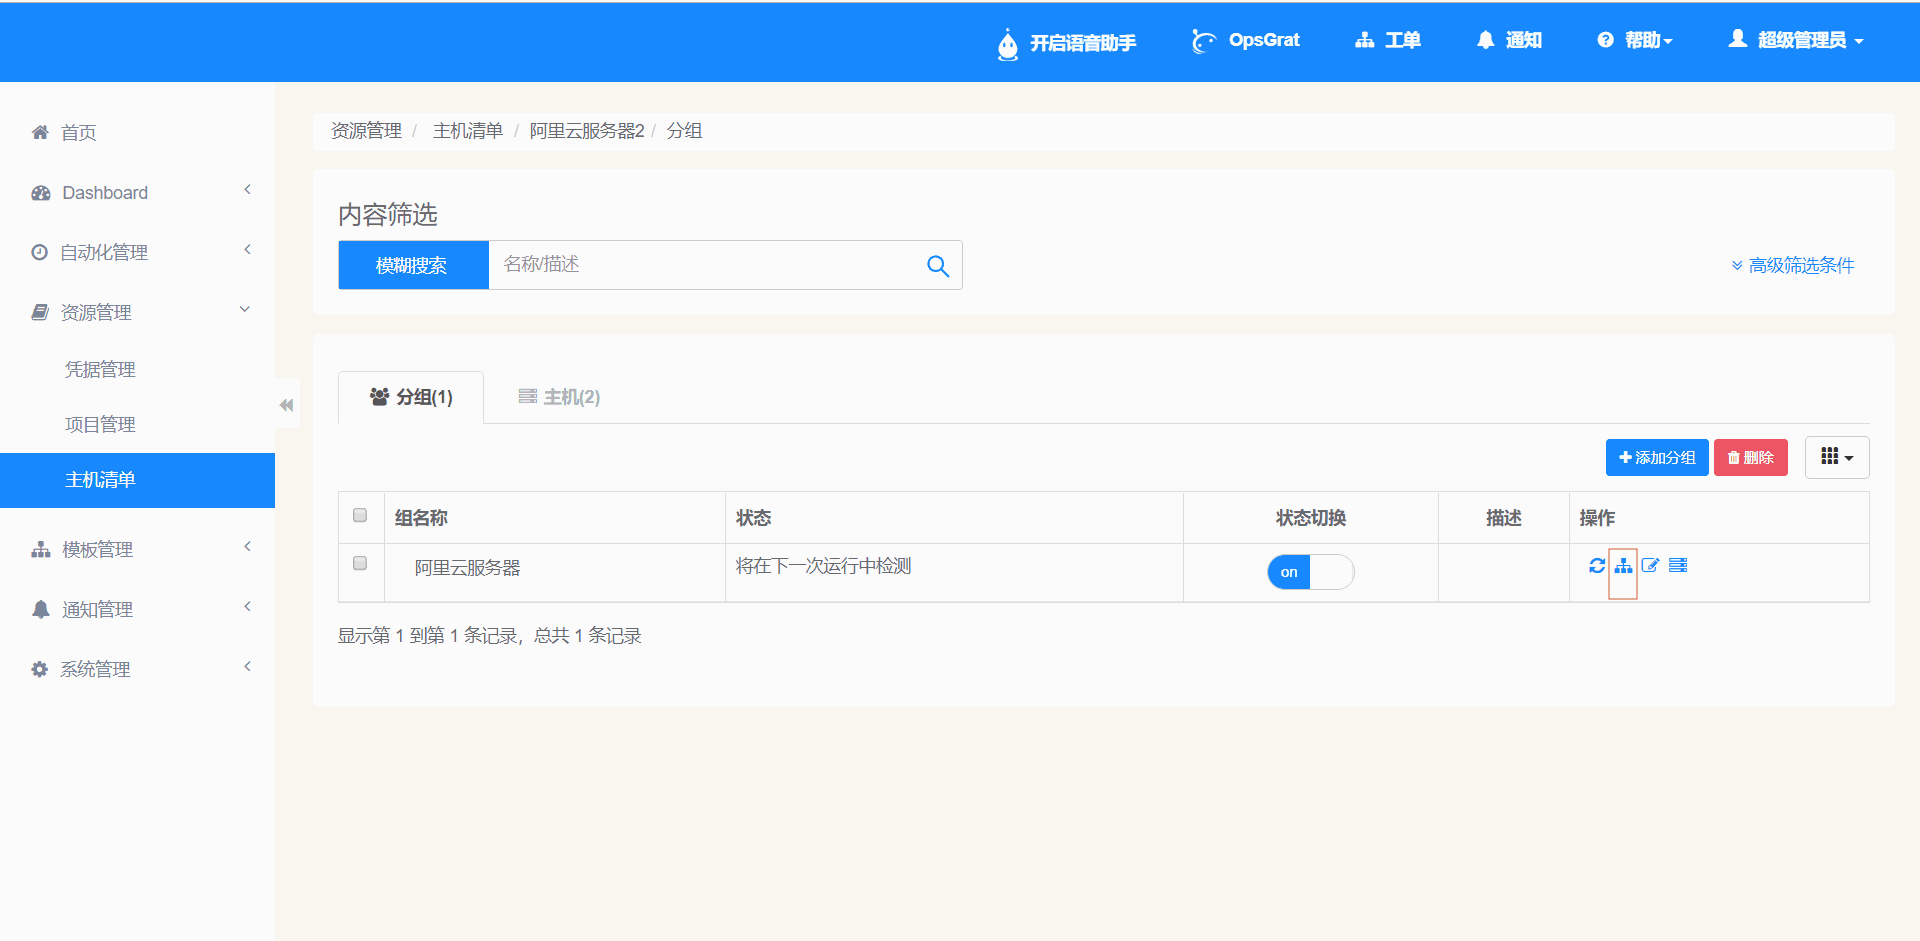 开启语音助手
OpsGrat
工单
通知
帮助
超级管理员
首页
Dashboard
自动化管理
资源管理
凭据管理
项目管理
主机清单
模板管理
通知管理
系统管理
资源管理 / 主机清单 / 阿里云服务器2 / 分组
内容筛选
模糊搜索
名称/描述
高级筛选条件
分组(1)
主机(2)
添加分组
删除
组名称
状态
状态切换
描述
操作
阿里云服务器
将在下一次运行中检测
on
显示第 1 到第 1 条记录，总共 1 条记录